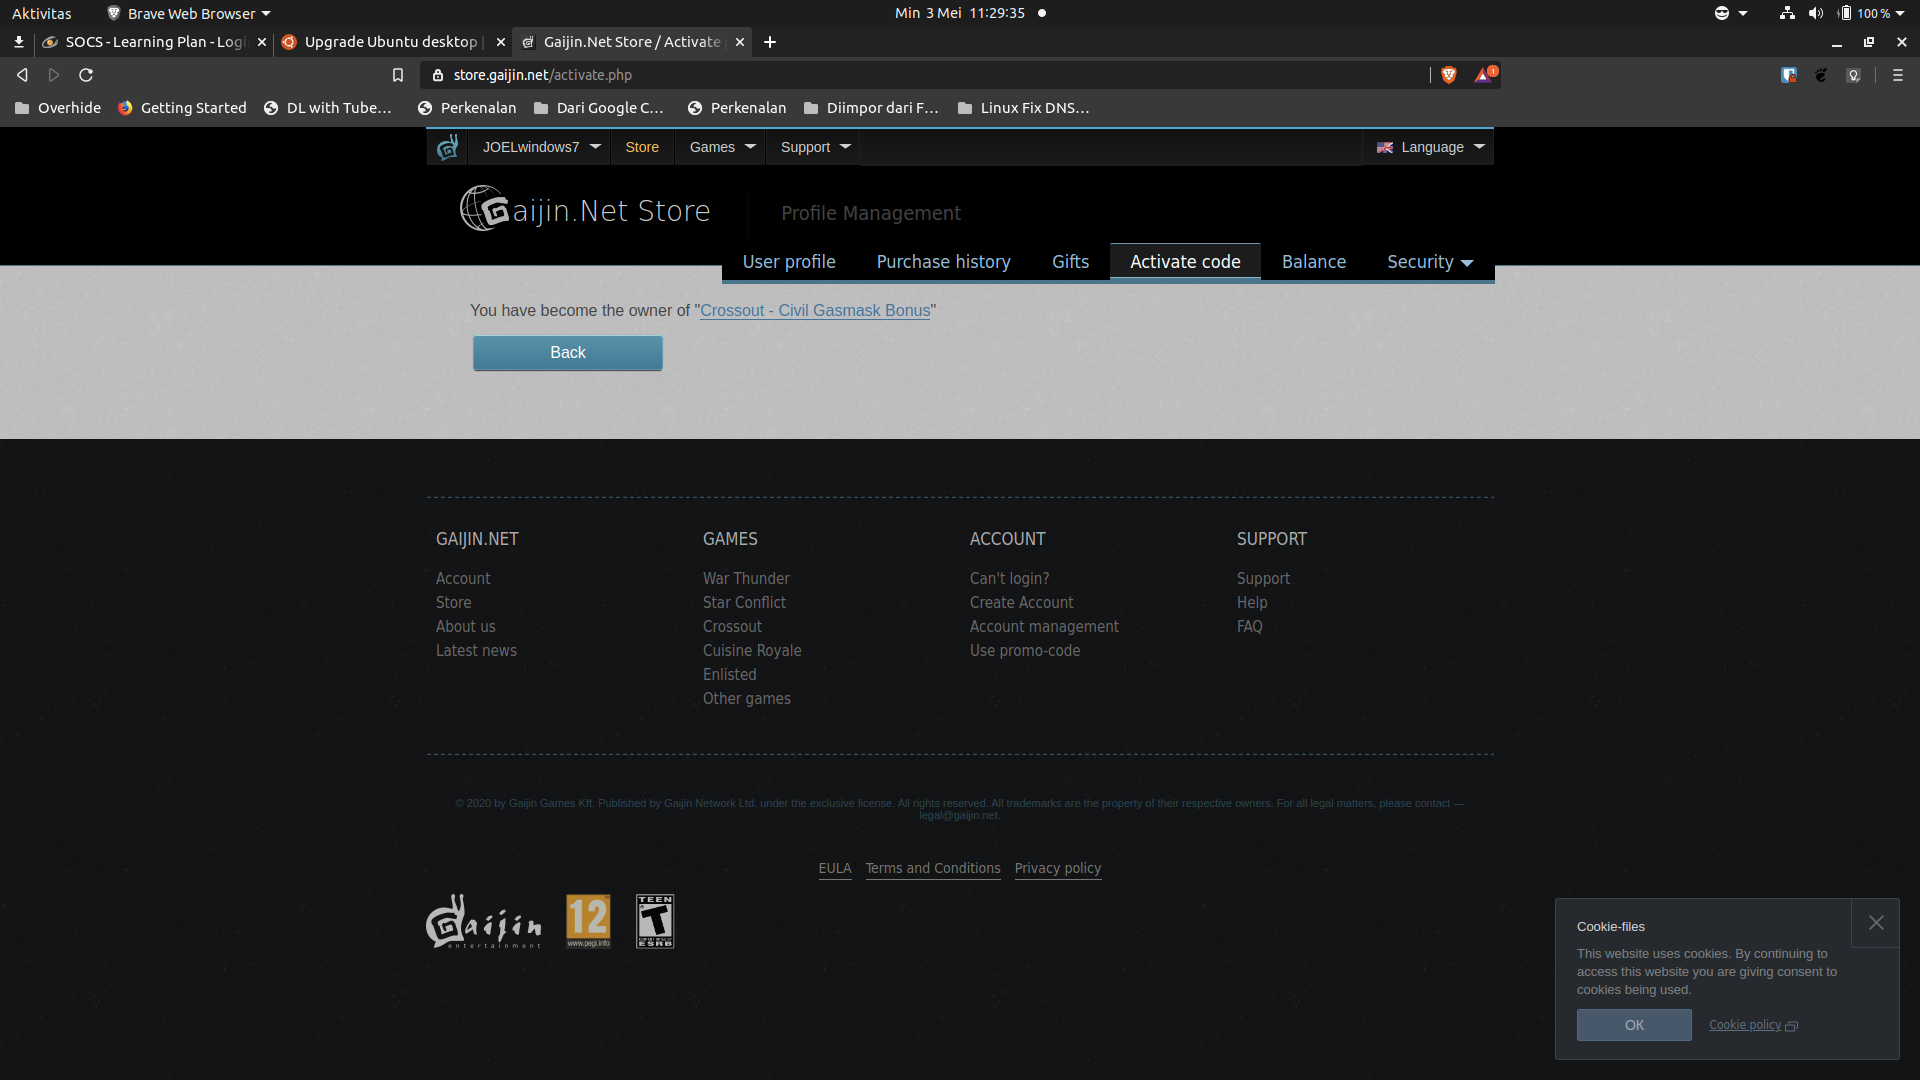 Aktivitas Brave Web Browser Min 3 Mei 11:29:35 100 %
SOCS - Learning Plan - Logi Upgrade Ubuntu desktop | Gaijin.Net Store / Activate
store.gaijin.net/activate.php 1
Overhide Getting Started DL with Tube… Perkenalan Dari Google C… Perkenalan Diimpor dari F… Linux Fix DNS…
JOELwindows7 Store Games Support Language
Gaijin.Net Store Profile Management
User profile Purchase history Gifts Activate code Balance Security
You have become the owner of "Crossout - Civil Gasmask Bonus"
Back
GAIJIN.NET GAMES ACCOUNT SUPPORT
Account War Thunder Can't login? Support
Store Star Conflict Create Account Help
About us Crossout Account management FAQ
Latest news Cuisine Royale Use promo-code
Enlisted
Other games
© 2020 by Gaijin Games Kft. Published by Gaijin Network Ltd. under the exclusive license. All rights reserved. All trademarks are the property of their respective owners. For all legal matters, please contact —
legal@gaijin.net.
EULA Terms and Conditions Privacy policy
Gaijin entertainment
12 www.pegi.info
TEEN T ESRB
Cookie-files
This website uses cookies. By continuing to
access this website you are giving consent to
cookies being used.
OK Cookie policy